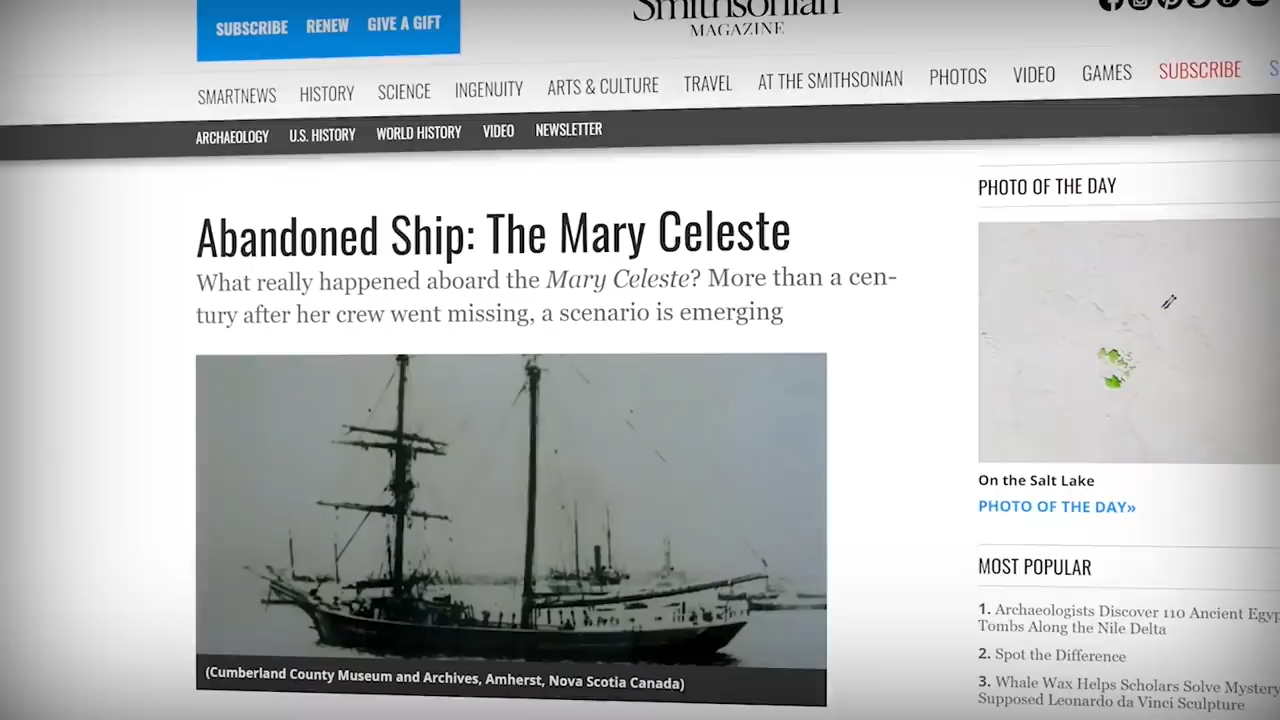 SUBSCRIBE RENEW GIVE A GIFT
Smithsonian
MAGAZINE
SMARTNEWS HISTORY SCIENCE INGENUITY ARTS & CULTURE TRAVEL AT THE SMITHSONIAN PHOTOS VIDEO GAMES SUBSCRIBE S
ARCHAEOLOGY U.S. HISTORY WORLD HISTORY VIDEO NEWSLETTER
Abandoned Ship: The Mary Celeste
What really happened aboard the Mary Celeste? More than a cen-
tury after her crew went missing, a scenario is emerging
(Cumberland County Museum and Archives, Amherst, Nova Scotia Canada)
PHOTO OF THE DAY
On the Salt Lake
PHOTO OF THE DAY»
MOST POPULAR
1. Archaeologists Discover 110 Ancient Egyp
Tombs Along the Nile Delta
2. Spot the Difference
3. Whale Wax Helps Scholars Solve Mystery
Supposed Leonardo da Vinci Sculpture